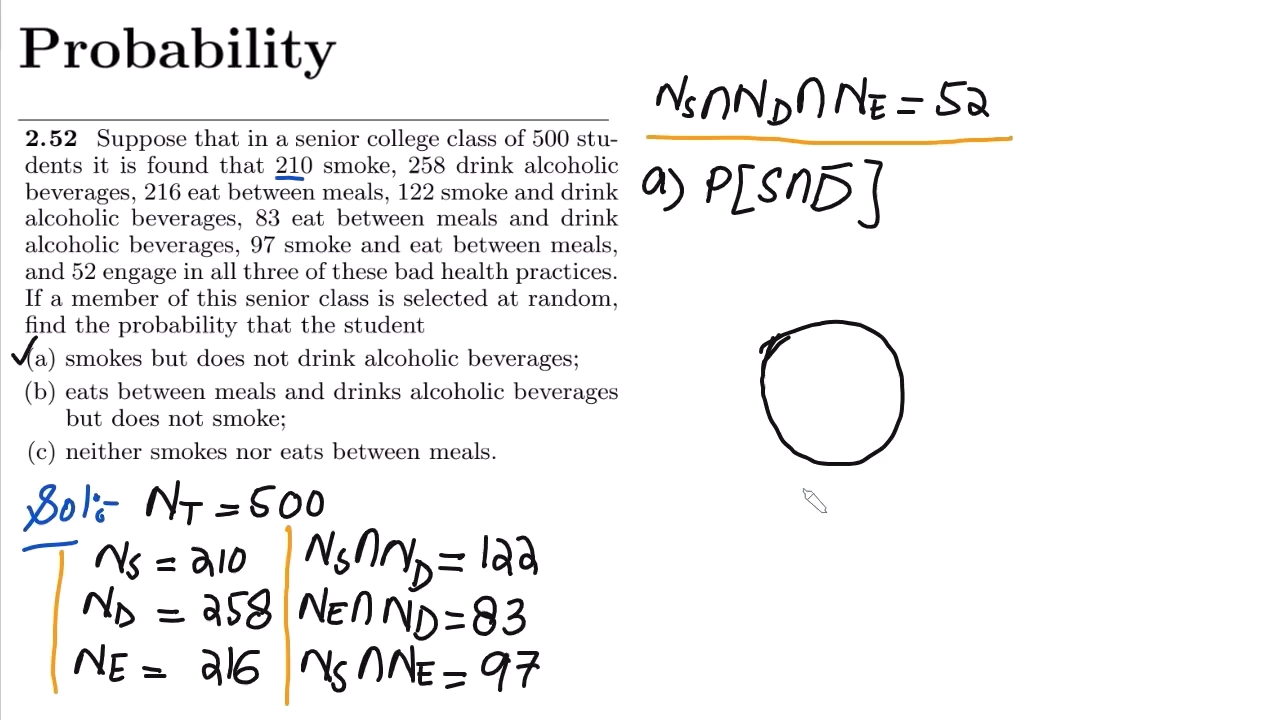 Probability
2.52 Suppose that in a senior college class of 500 stu-
dents it is found that 210 smoke, 258 drink alcoholic
beverages, 216 eat between meals, 122 smoke and drink
alcoholic beverages, 83 eat between meals and drink
alcoholic beverages, 97 smoke and eat between meals,
and 52 engage in all three of these bad health practices.
If a member of this senior class is selected at random,
find the probability that the student
✓(a) smokes but does not drink alcoholic beverages;
(b) eats between meals and drinks alcoholic beverages
but does not smoke;
(c) neither smokes nor eats between meals.
Sol:- N_T = 500
N_S = 210
N_D = 258
N_E = 216
N_S∩N_D = 122
N_E∩N_D = 83
N_S∩N_E = 97
N_S∩N_D∩N_E = 52
a) P[S∩D̅]